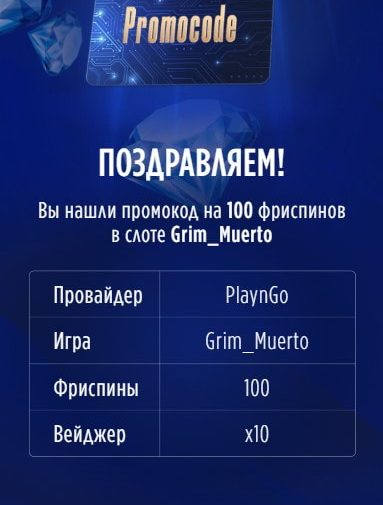 Promocode
ПОЗДРАВЛЯЕМ!
Вы нашли промокод на 100 фриспинов
в слоте Grim_Muerto
Провайдер PlaynGo
Игра Grim_Muerto
Фриспины 100
Вейджер x10